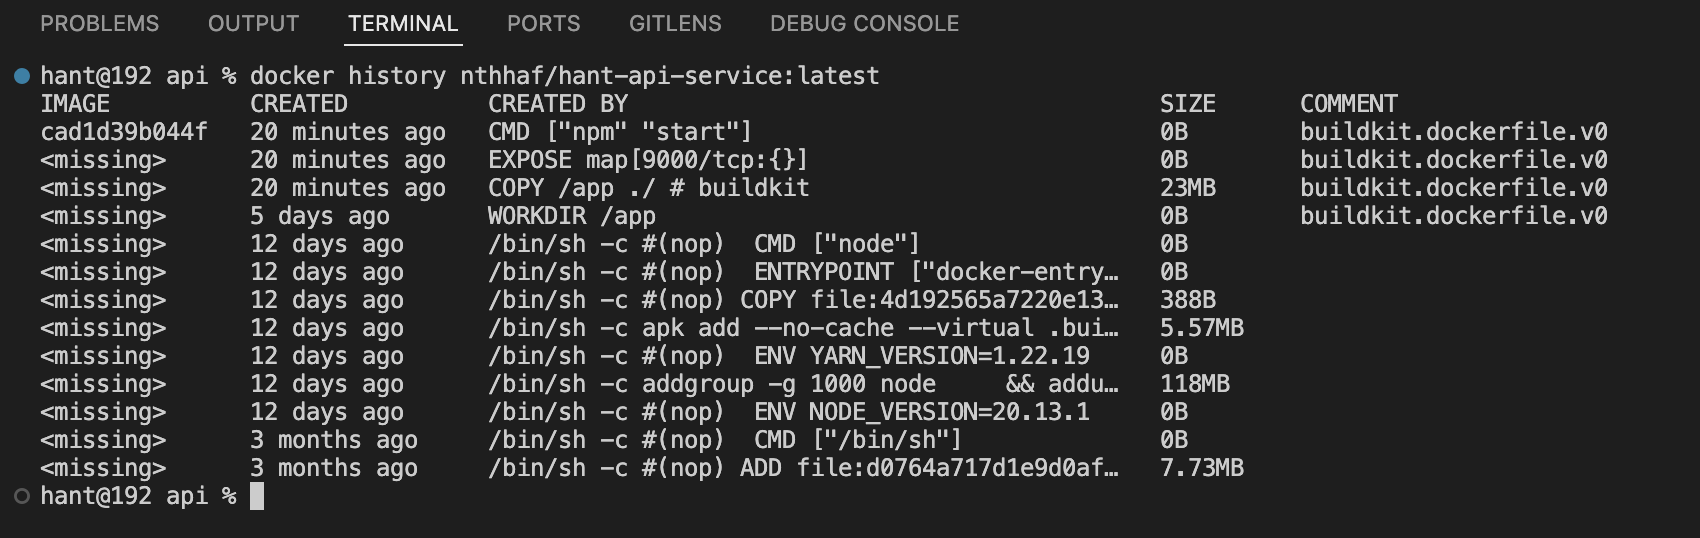 PROBLEMS OUTPUT TERMINAL PORTS GITLENS DEBUG CONSOLE
hant@192 api % docker history nthhaf/hant-api-service:latest
IMAGE CREATED CREATED BY SIZE COMMENT
cad1d39b044f 20 minutes ago CMD ["npm" "start"] 0B buildkit.dockerfile.v0
<missing> 20 minutes ago EXPOSE map[9000/tcp:{}] 0B buildkit.dockerfile.v0
<missing> 20 minutes ago COPY /app ./ # buildkit 23MB buildkit.dockerfile.v0
<missing> 5 days ago WORKDIR /app 0B buildkit.dockerfile.v0
<missing> 12 days ago /bin/sh -c #(nop)  CMD ["node"] 0B
<missing> 12 days ago /bin/sh -c #(nop)  ENTRYPOINT ["docker-entry… 0B
<missing> 12 days ago /bin/sh -c #(nop) COPY file:4d192565a7220e13… 388B
<missing> 12 days ago /bin/sh -c apk add --no-cache --virtual .bui… 5.57MB
<missing> 12 days ago /bin/sh -c #(nop)  ENV YARN_VERSION=1.22.19 0B
<missing> 12 days ago /bin/sh -c addgroup -g 1000 node     && addu… 118MB
<missing> 12 days ago /bin/sh -c #(nop)  ENV NODE_VERSION=20.13.1 0B
<missing> 3 months ago /bin/sh -c #(nop)  CMD ["/bin/sh"] 0B
<missing> 3 months ago /bin/sh -c #(nop) ADD file:d0764a717d1e9d0af… 7.73MB
hant@192 api %